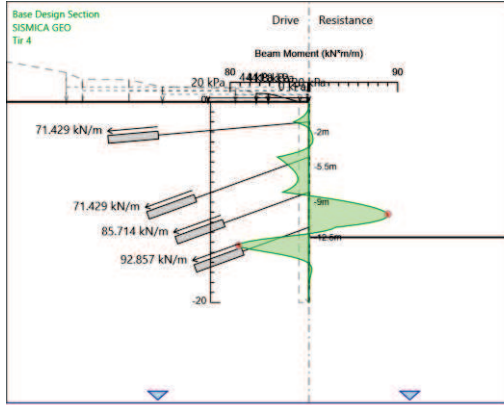 Base Design Section
SISMICA GEO
Tir 4
Drive
Resistance
Beam Moment (kN*m/m)
80
90
20 kPa
20 kPa
0 kPa
0
71.429 kN/m
-2m
-5.5m
71.429 kN/m
-9m
85.714 kN/m
-12.5m
92.857 kN/m
-20